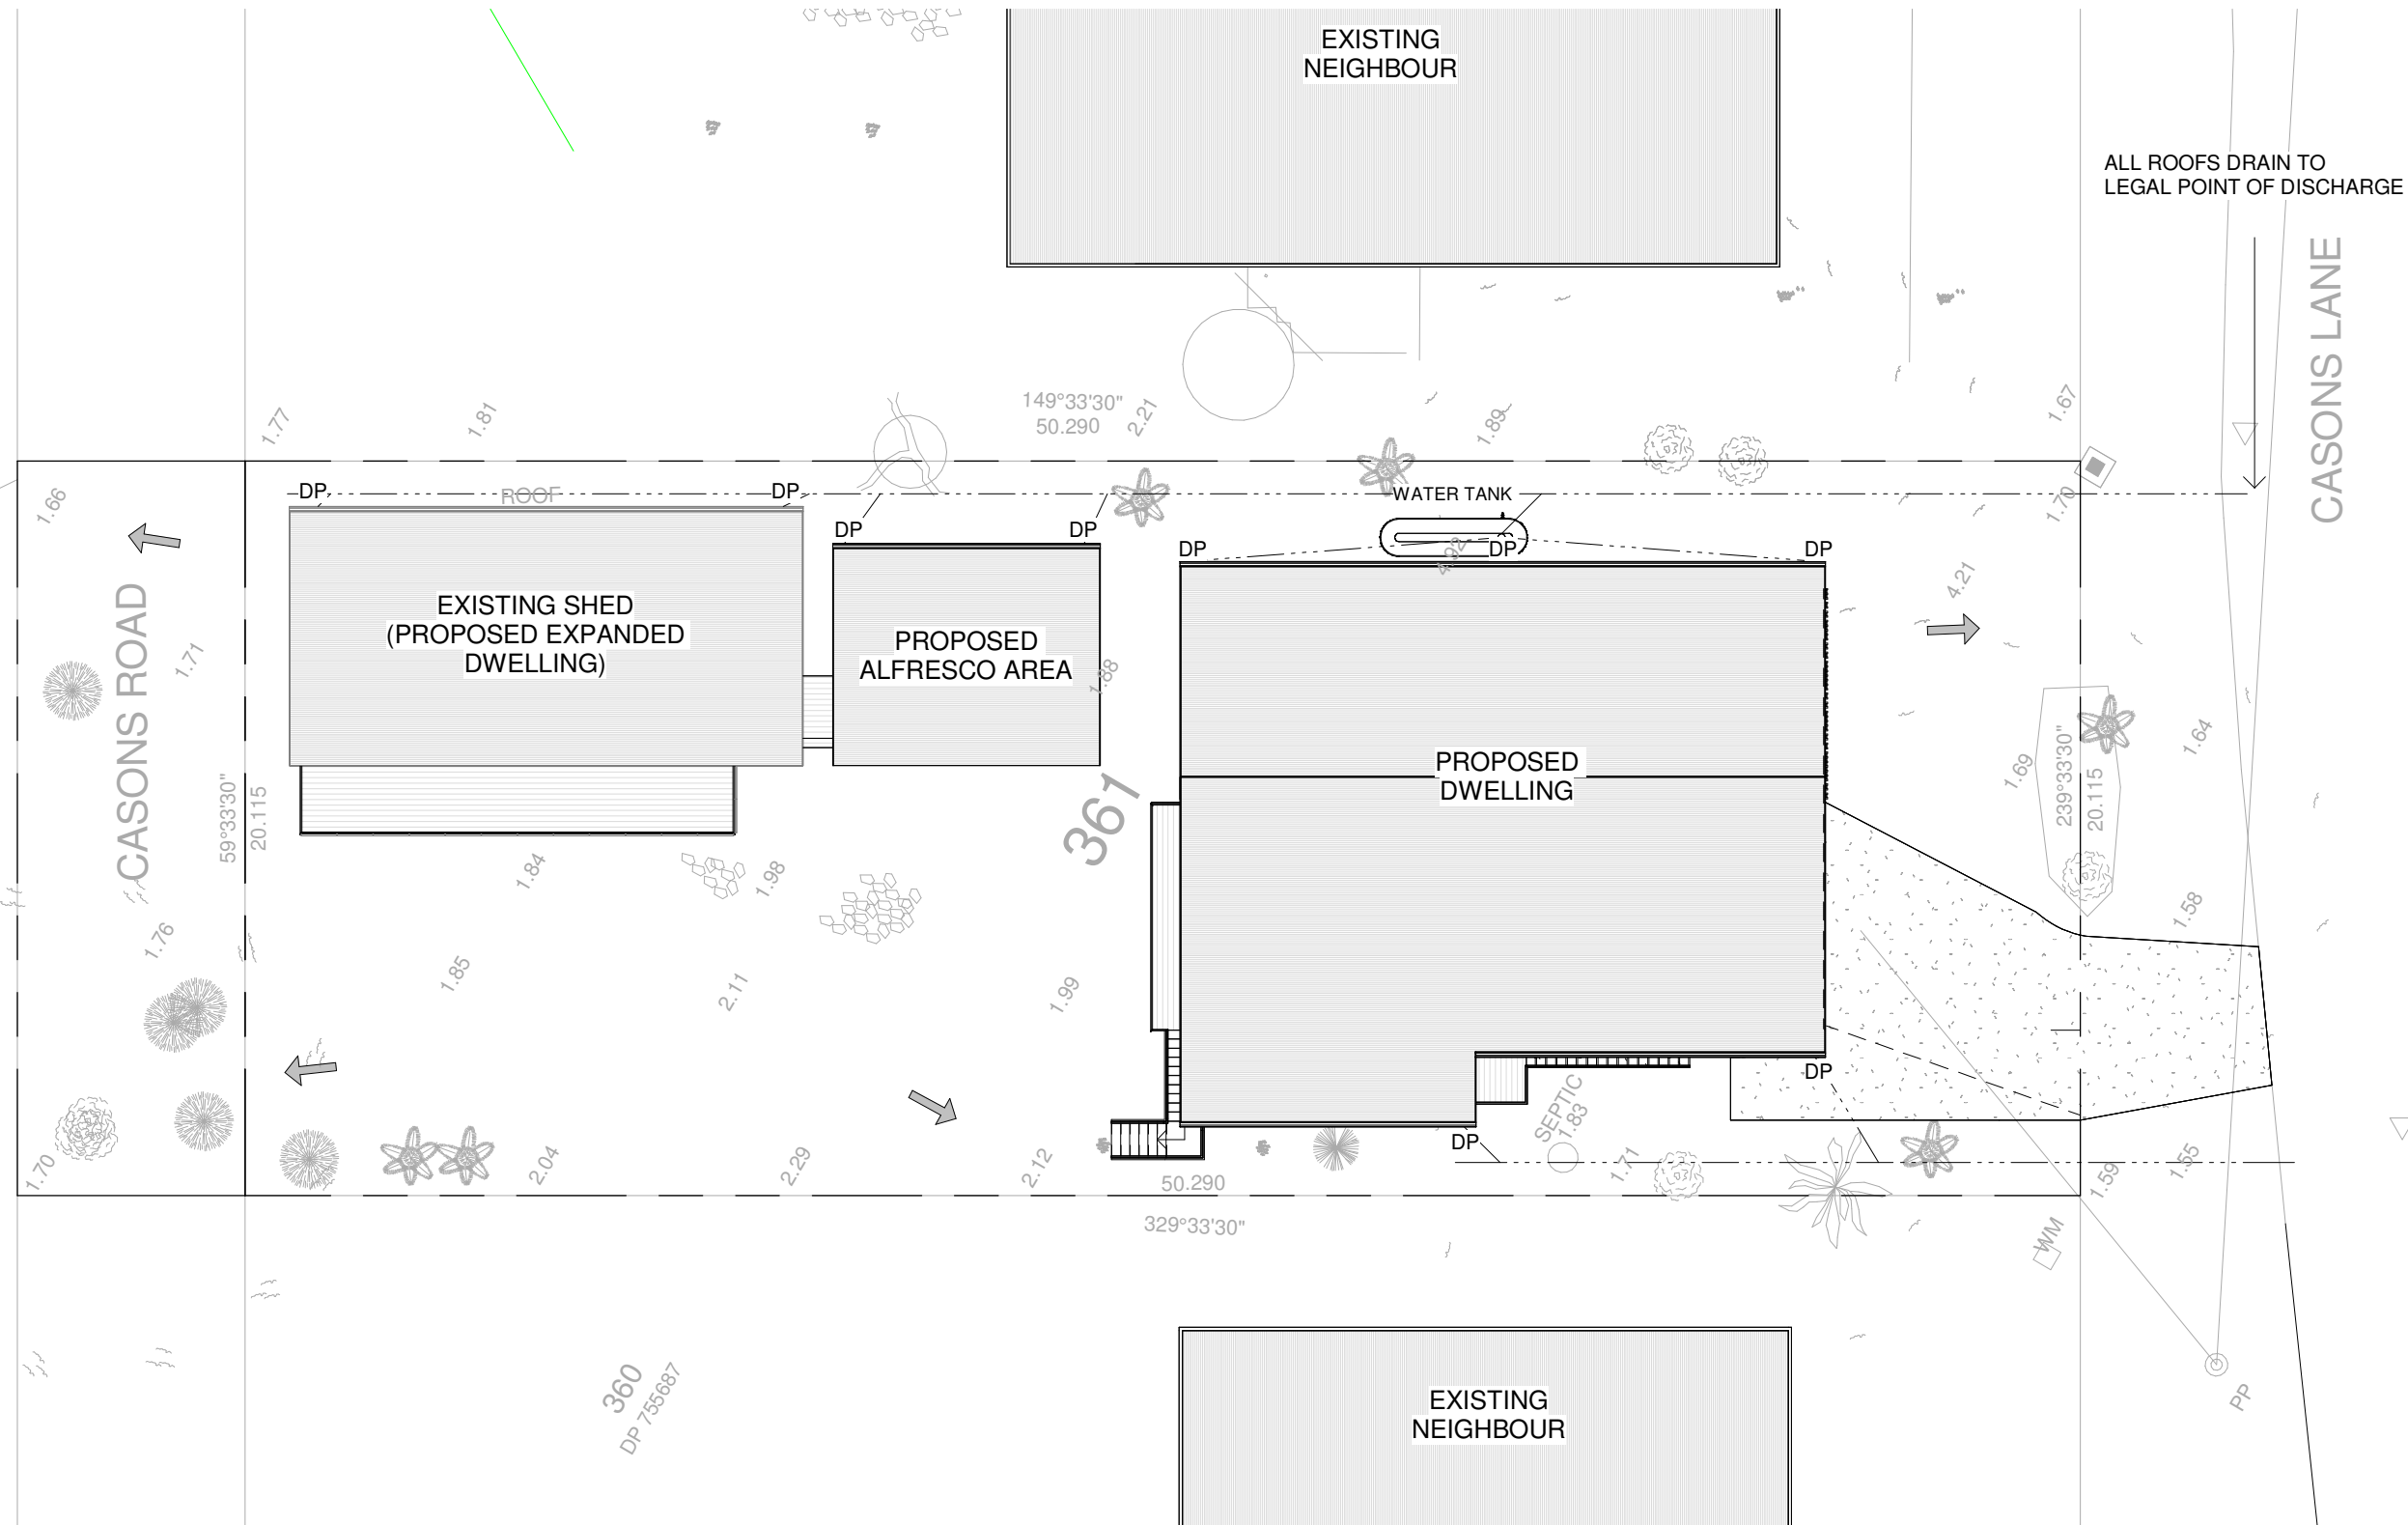 EXISTING
NEIGHBOUR
ALL ROOFS DRAIN TO
LEGAL POINT OF DISCHARGE
CASONS LANE
149°33'30"
50.290
1.77
1.81
2.21
1.89
1.67
1.66
DP
ROOF
DP
WATER TANK
1.70
DP
DP
DP
4.92
DP
DP
4.21
CASONS ROAD
1.71
EXISTING SHED
(PROPOSED EXPANDED
DWELLING)
PROPOSED
ALFRESCO AREA
1.88
PROPOSED
DWELLING
361
59°33'30"
20.115
239°33'30"
20.115
1.69
1.64
1.84
1.98
1.58
1.76
1.85
2.11
1.99
DP
SEPTIC
1.83
DP
1.70
2.04
2.29
2.12
1.71
1.59
1.55
50.290
329°33'30"
WM
360
DP 755687
EXISTING
NEIGHBOUR
PP